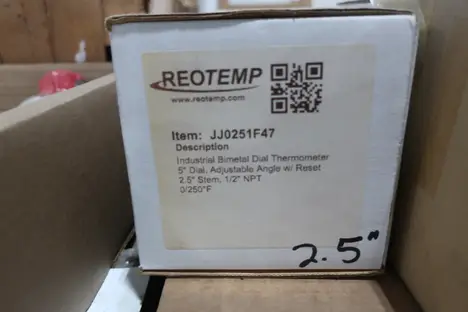 REOTEMP
www.reotemp.com
Item: JJ0251F47
Description
Industrial Bimetal Dial Thermometer
5" Dial, Adjustable Angle w/ Reset
2.5" Stem, 1/2" NPT
0/250°F
2.5"